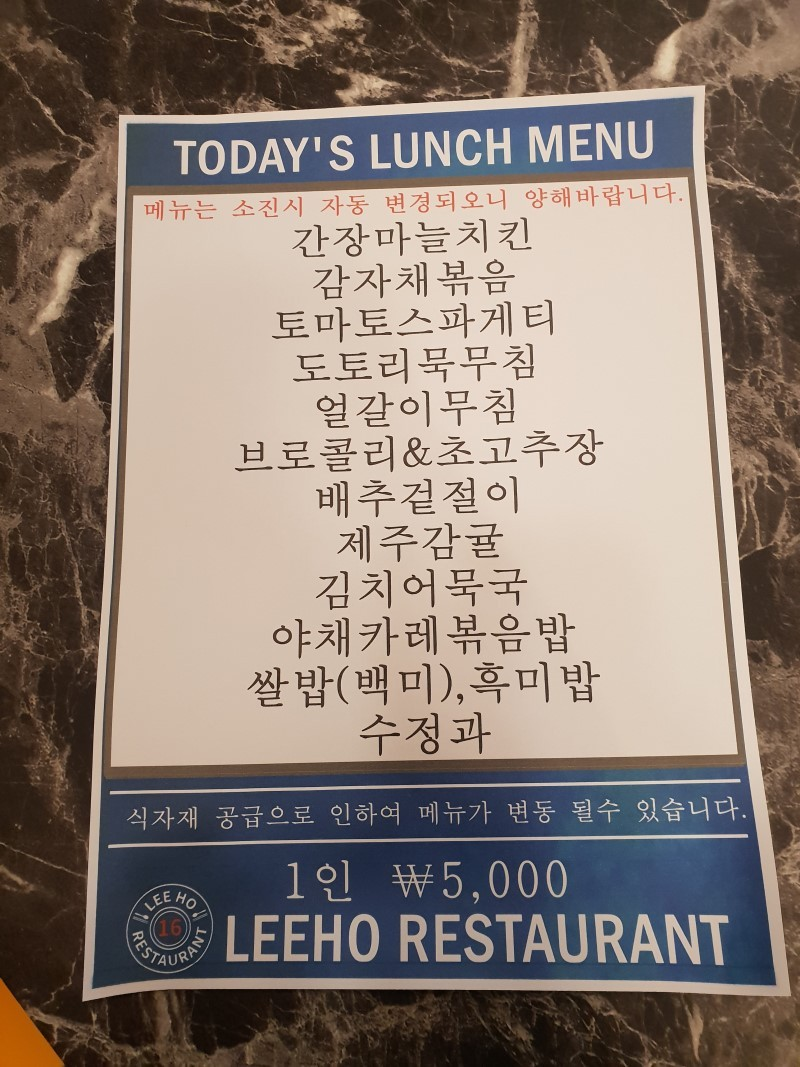 TODAY'S LUNCH MENU
메뉴는 소진시 자동 변경되오니 양해바랍니다.
간장마늘치킨
감자채볶음
토마토스파게티
도토리묵무침
얼갈이무침
브로콜리&초고추장
배추겉절이
제주감귤
김치어묵국
야채카레볶음밥
쌀밥(백미),흑미밥
수정과
식자재 공급으로 인하여 메뉴가 변동 될수 있습니다.
1인 ₩5,000
LEE HO
16
RESTAURANT
LEEHO RESTAURANT